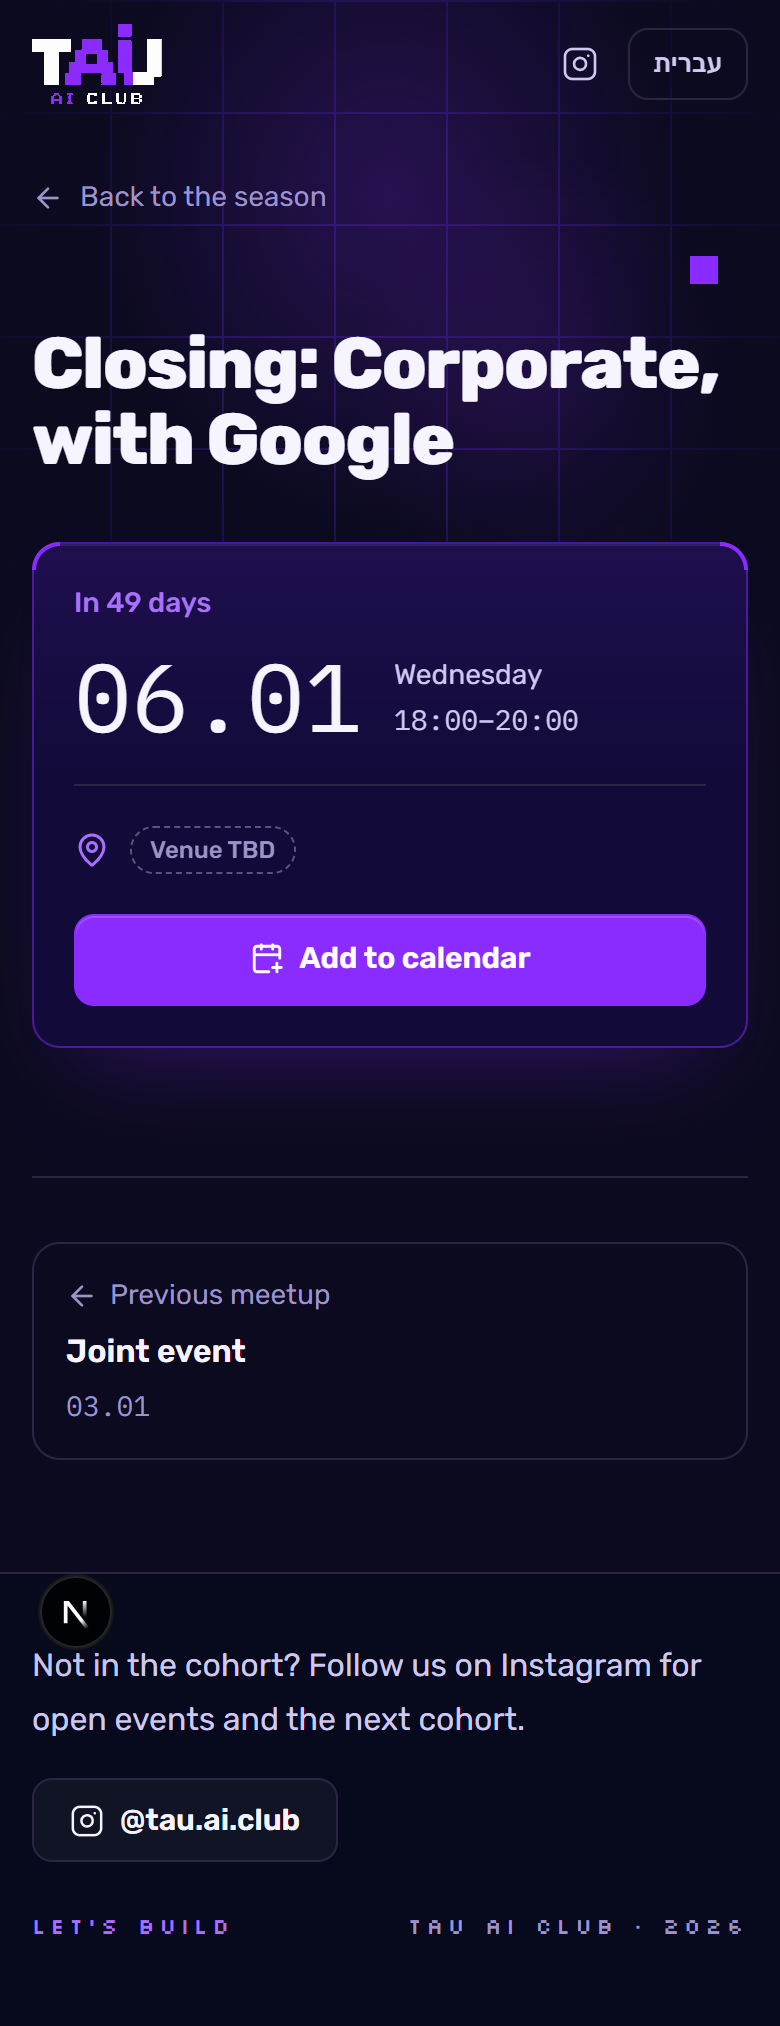 TAU
AI CLUB
עברית
Back to the season
Closing: Corporate,
with Google
In 49 days
06.01
Wednesday
18:00–20:00
Venue TBD
Add to calendar
Previous meetup
Joint event
03.01
N
Not in the cohort? Follow us on Instagram for
open events and the next cohort.
@tau.ai.club
LET'S BUILD
TAU AI CLUB · 2026